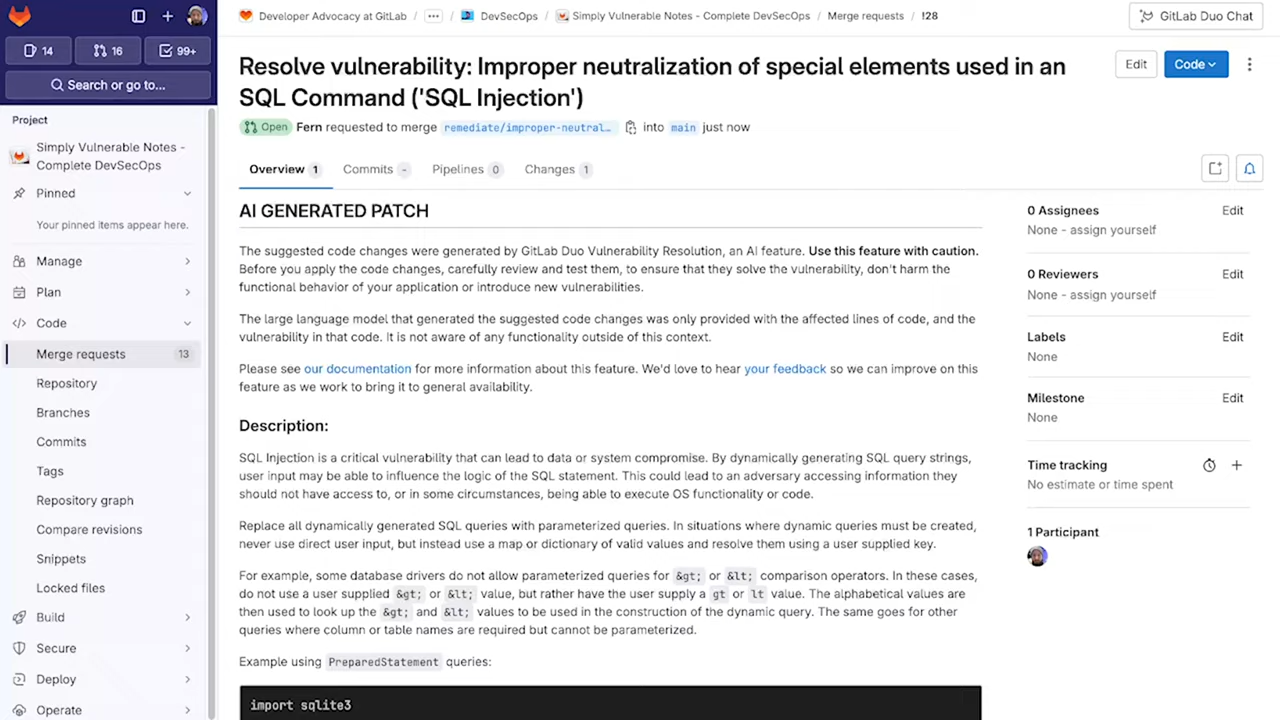 Developer Advocacy at GitLab › ··· › DevSecOps › Simply Vulnerable Notes - Complete DevSecOps › Merge requests › !28
GitLab Duo Chat
14
16
99+
Search or go to...
Project
Simply Vulnerable Notes -
Complete DevSecOps
Pinned
Your pinned items appear here.
Manage
Plan
Code
Merge requests 13
Repository
Branches
Commits
Tags
Repository graph
Compare revisions
Snippets
Locked files
Build
Secure
Deploy
Operate
Resolve vulnerability: Improper neutralization of special elements used in an
SQL Command ('SQL Injection')
Edit
Code
Open Fern requested to merge remediate/improper-neutral… into main just now
Overview 1 Commits - Pipelines 0 Changes 1
AI GENERATED PATCH
The suggested code changes were generated by GitLab Duo Vulnerability Resolution, an AI feature. Use this feature with caution.
Before you apply the code changes, carefully review and test them, to ensure that they solve the vulnerability, don't harm the
functional behavior of your application or introduce new vulnerabilities.
The large language model that generated the suggested code changes was only provided with the affected lines of code, and the
vulnerability in that code. It is not aware of any functionality outside of this context.
Please see our documentation for more information about this feature. We'd love to hear your feedback so we can improve on this
feature as we work to bring it to general availability.
Description:
SQL Injection is a critical vulnerability that can lead to data or system compromise. By dynamically generating SQL query strings,
user input may be able to influence the logic of the SQL statement. This could lead to an adversary accessing information they
should not have access to, or in some circumstances, being able to execute OS functionality or code.
Replace all dynamically generated SQL queries with parameterized queries. In situations where dynamic queries must be created,
never use direct user input, but instead use a map or dictionary of valid values and resolve them using a user supplied key.
For example, some database drivers do not allow parameterized queries for &gt; or &lt; comparison operators. In these cases,
do not use a user supplied &gt; or &lt; value, but rather have the user supply a gt or lt value. The alphabetical values are
then used to look up the &gt; and &lt; values to be used in the construction of the dynamic query. The same goes for other
queries where column or table names are required but cannot be parameterized.
Example using PreparedStatement queries:
import sqlite3
0 Assignees Edit
None - assign yourself
0 Reviewers Edit
None - assign yourself
Labels Edit
None
Milestone Edit
None
Time tracking
No estimate or time spent
1 Participant